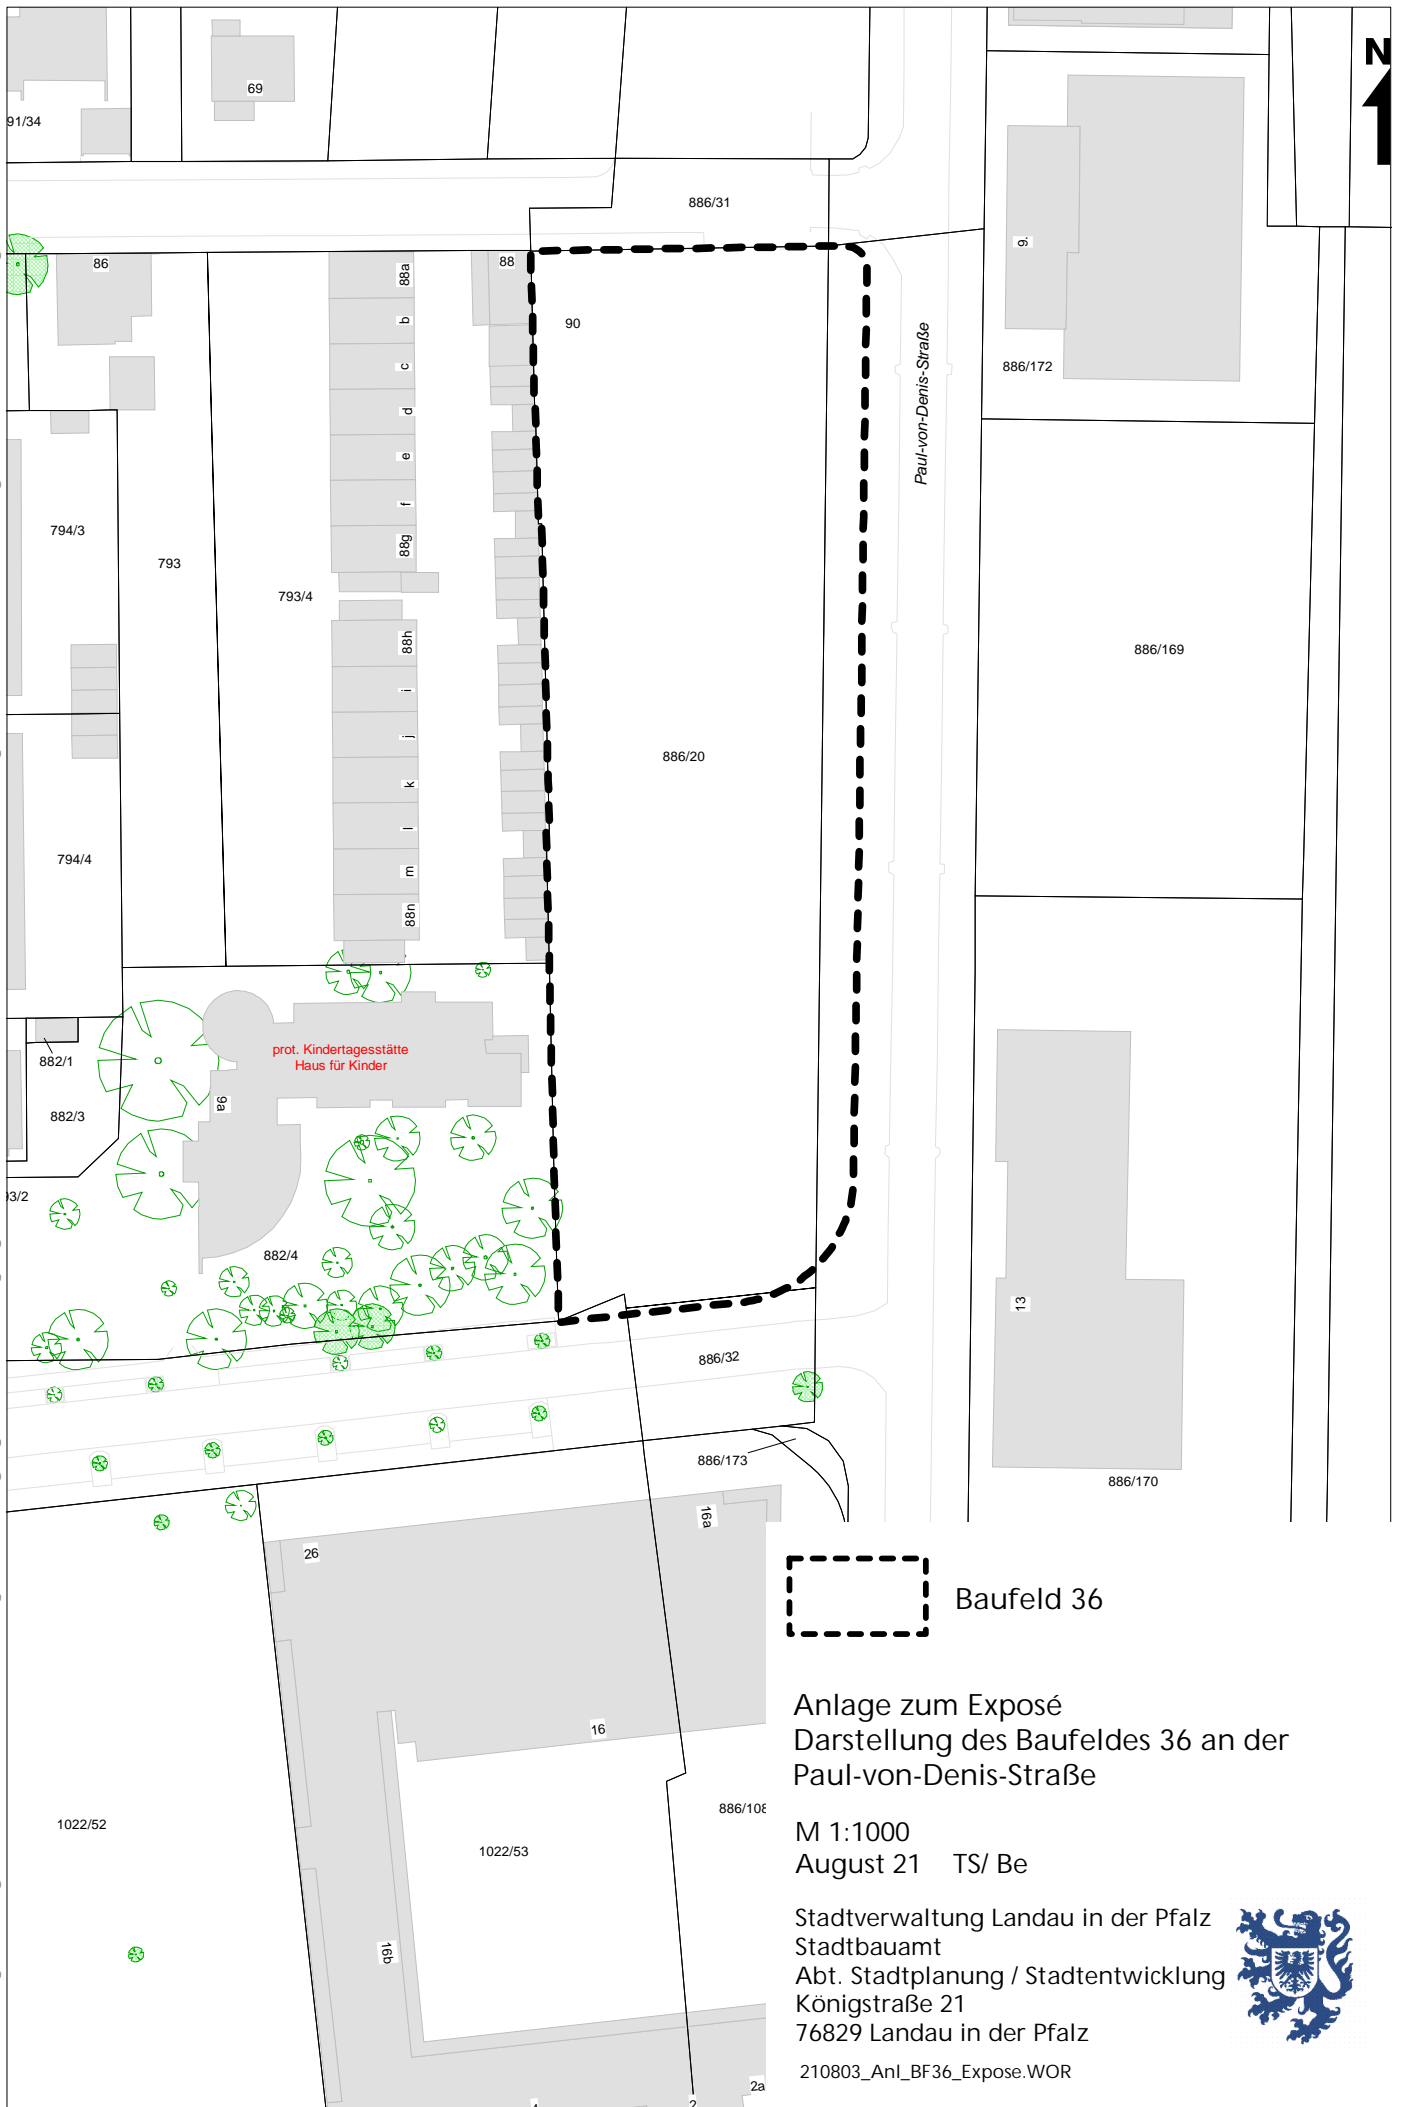 N
69
91/34
886/31
9.
86
88a
88
b
90
c
886/172
Paul-von-Denis-Straße
d
e
f
794/3
88g
793
793/4
88h
886/169
i
j
886/20
k
l
794/4
m
88n
prot. Kindertagesstätte
Haus für Kinder
882/1
9a
882/3
93/2
882/4
13
886/32
886/173
886/170
16a
26
Baufeld 36
Anlage zum Exposé
Darstellung des Baufeldes 36 an der
Paul-von-Denis-Straße
16
886/108
1022/52
M 1:1000
1022/53
August 21 TS/ Be
Stadtverwaltung Landau in der Pfalz
Stadtbauamt
16b
Abt. Stadtplanung / Stadtentwicklung
Königstraße 21
76829 Landau in der Pfalz
210803_Anl_BF36_Expose.WOR
2a
2